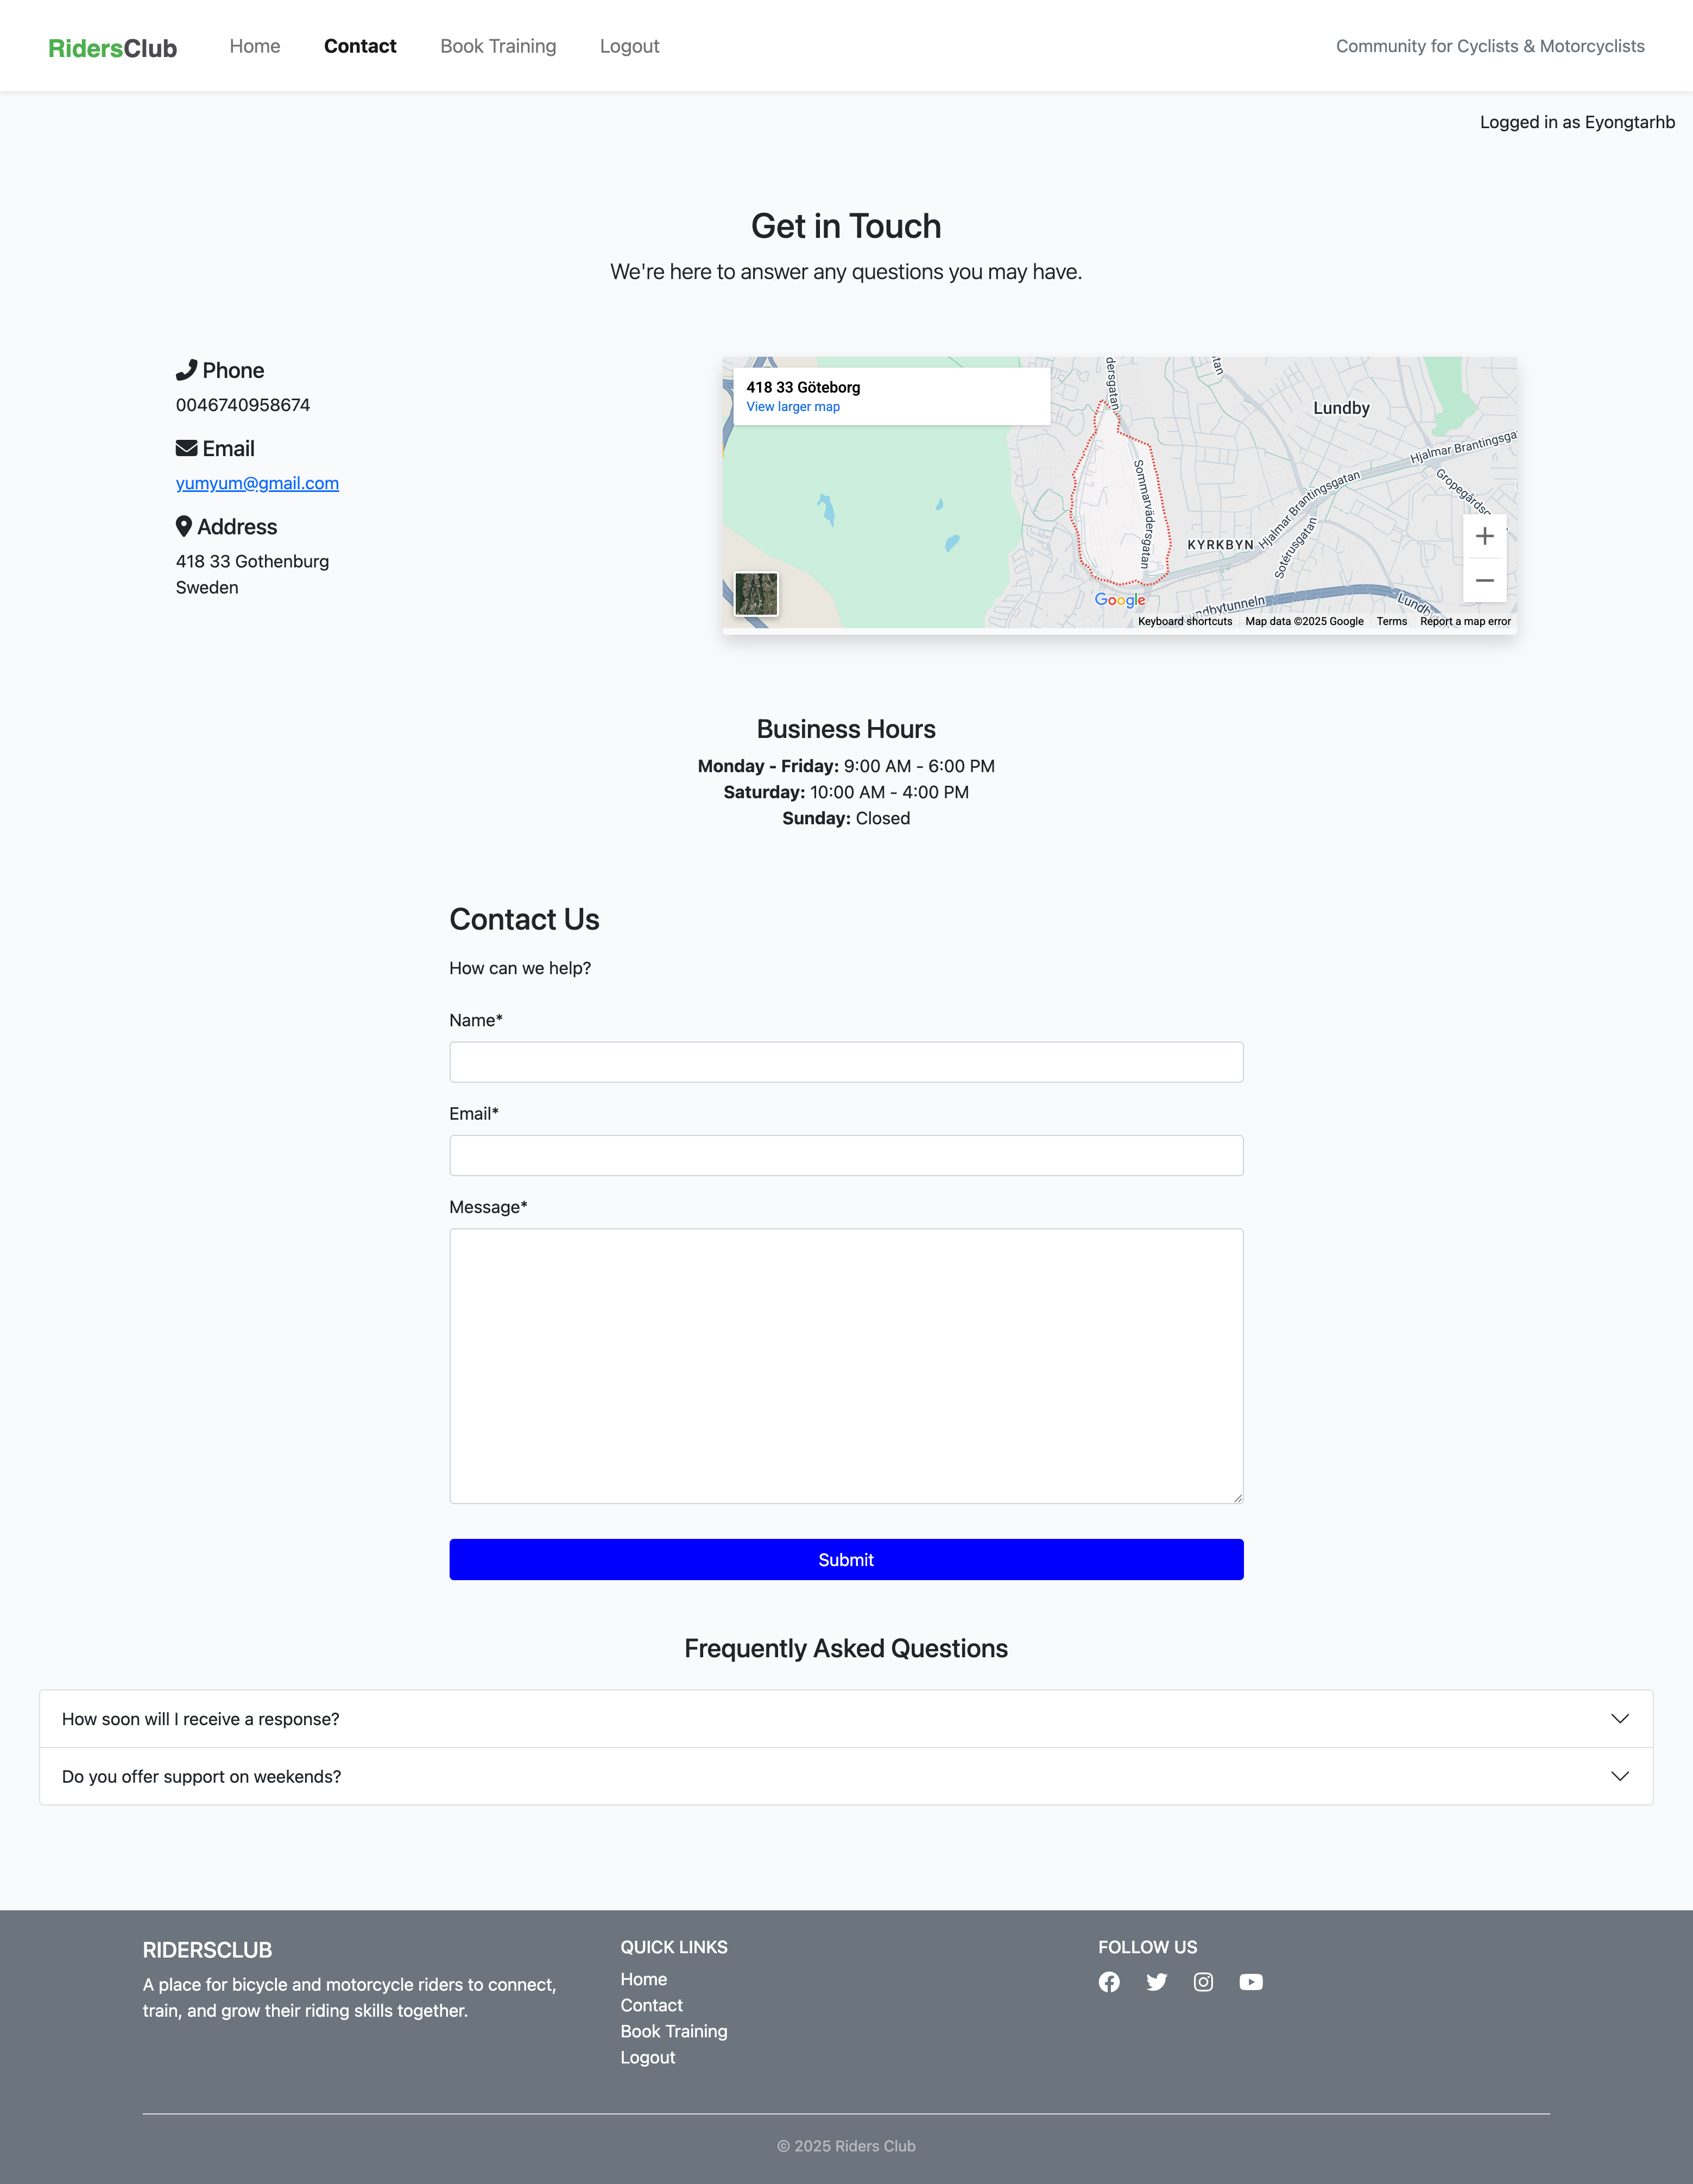 RidersClub
Home
Contact
Book Training
Logout
Community for Cyclists & Motorcyclists
Logged in as Eyongtarhb
Get in Touch
We're here to answer any questions you may have.
Phone
0046740958674
Email
yumyum@gmail.com
Address
418 33 Gothenburg
Sweden
418 33 Göteborg
View larger map
dersgatan
tan
Lundby
Hjalmar Brantingsga
Gropegårdsg
Sommarvädersgatan
Hjalmar Brantingsgatan
KYRKBYN
Sotérusgatan
ndbytunneln
Lundb
Google
Keyboard shortcuts
Map data ©2025 Google
Terms
Report a map error
Business Hours
Monday - Friday: 9:00 AM - 6:00 PM
Saturday: 10:00 AM - 4:00 PM
Sunday: Closed
Contact Us
How can we help?
Name*
Email*
Message*
Submit
Frequently Asked Questions
How soon will I receive a response?
Do you offer support on weekends?
RIDERSCLUB
A place for bicycle and motorcycle riders to connect,
train, and grow their riding skills together.
QUICK LINKS
Home
Contact
Book Training
Logout
FOLLOW US
© 2025 Riders Club